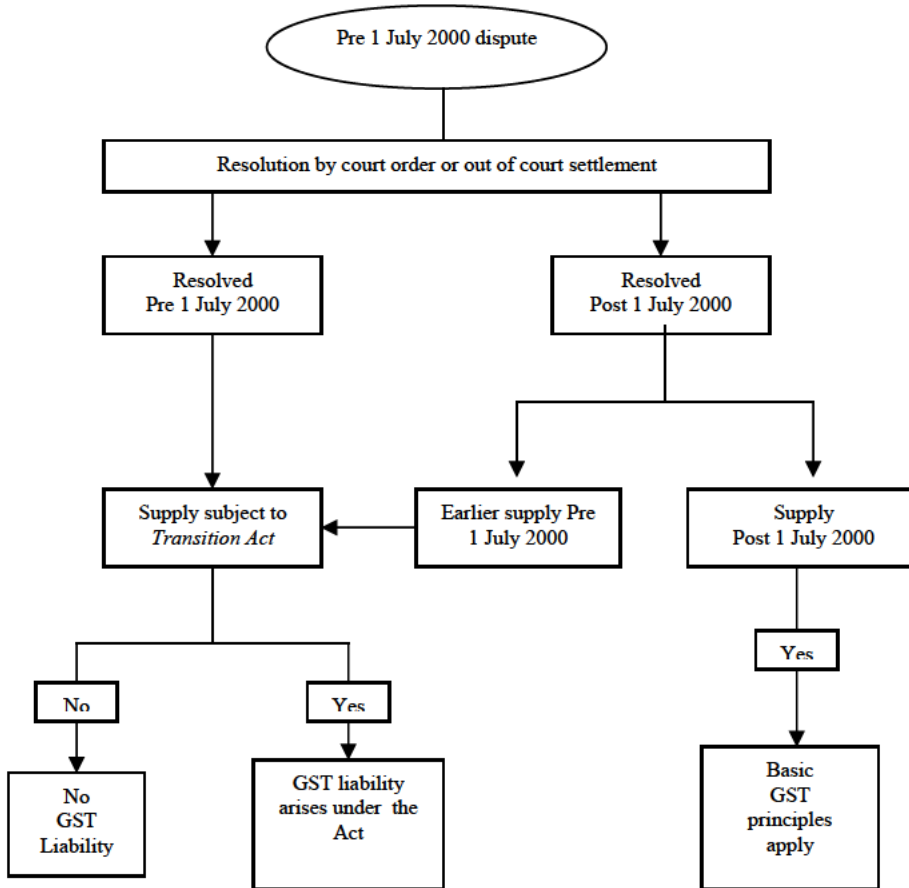 Pre 1 July 2000 dispute
Resolution by court order or out of court settlement
Resolved
Pre 1 July 2000
Resolved
Post 1 July 2000
Supply subject to
Transition Act
Earlier supply Pre
1 July 2000
Supply
Post 1 July 2000
Yes
No
Yes
No
GST
Liability
GST liability
arises under the
Act
Basic
GST
principles
apply